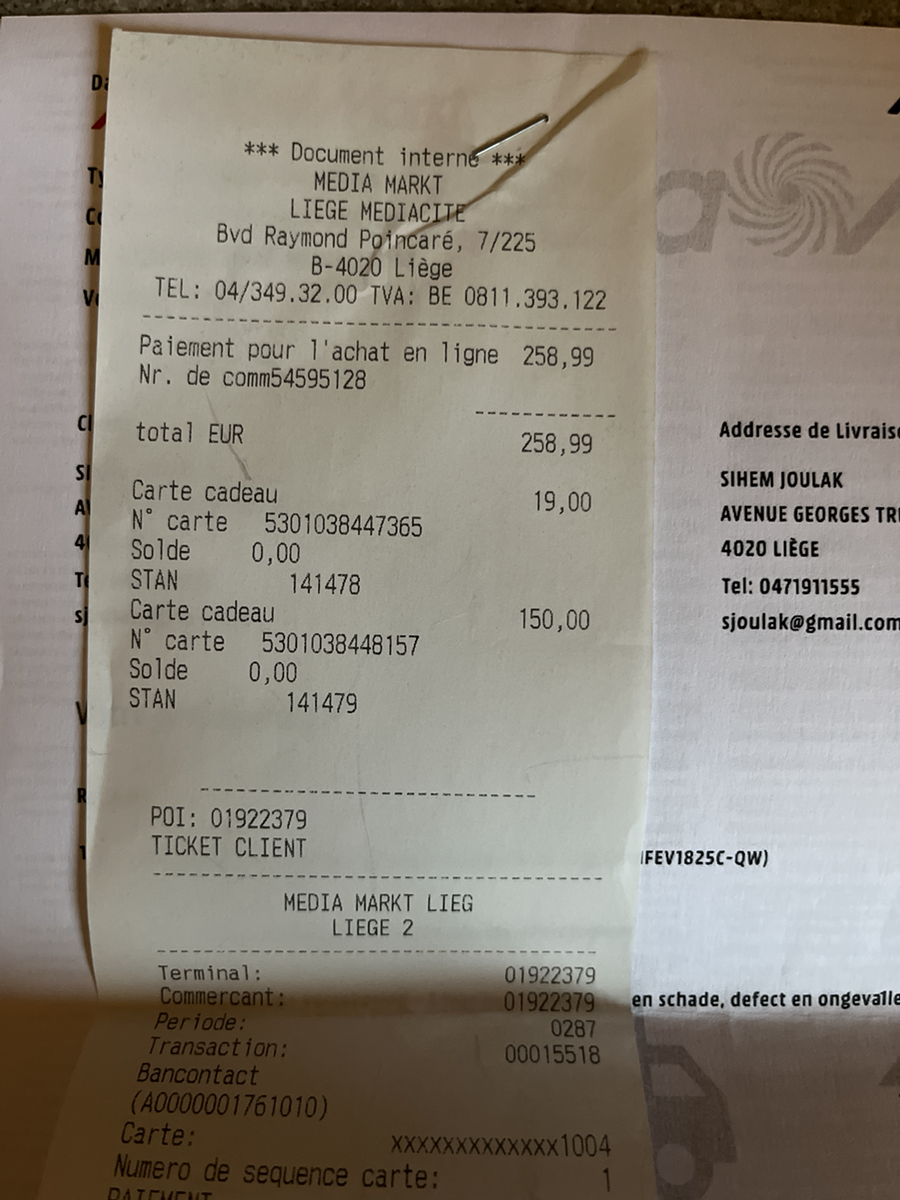 *** Document interne ***
MEDIA MARKT
LIEGE MEDIACITE
Bvd Raymond Poincaré, 7/225
B-4020 Liège
TEL: 04/349.32.00 TVA: BE 0811.393.122
Paiement pour l'achat en ligne 258,99
Nr. de comm54595128
total EUR 258,99
Carte cadeau 19,00
N° carte 5301038447365
Solde 0,00
STAN 141478
Carte cadeau 150,00
N° carte 5301038448157
Solde 0,00
STAN 141479
POI: 01922379
TICKET CLIENT
MEDIA MARKT LIEG
LIEGE 2
Terminal: 01922379
Commercant: 01922379
Periode: 0287
Transaction: 00015518
Bancontact
(A0000001761010)
Carte: xxxxxxxxxxxxx1004
Numero de sequence carte: 1
PAIEMENT
Addresse de Livrais
SIHEM JOULAK
AVENUE GEORGES TR
4020 LIÈGE
Tel: 0471911555
sjoulak@gmail.com
FEV1825C-QW)
en schade, defect en ongevalle